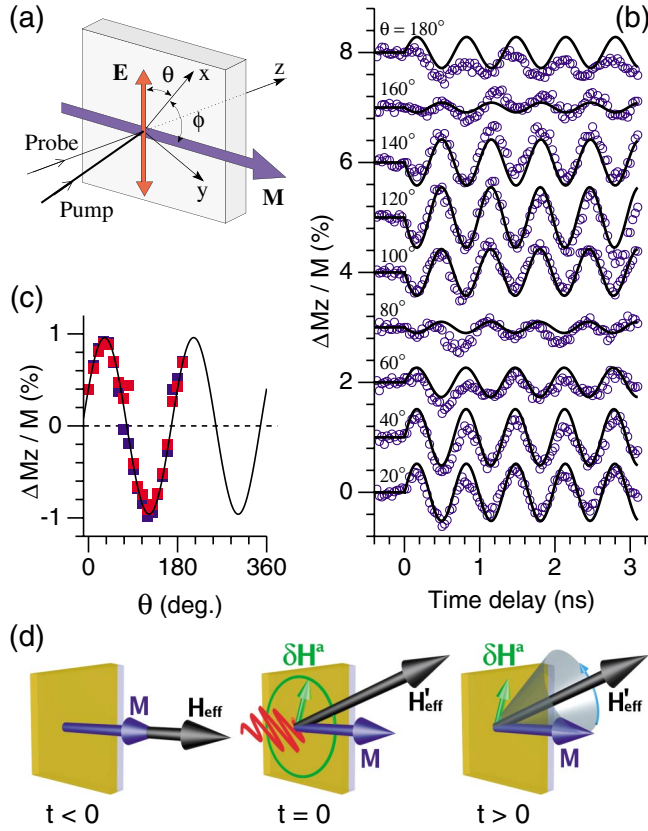 (a)
E
θ
x
z
ϕ
Probe
y
M
Pump
(b)
8
θ = 180°
160°
6
140°
120°
4
100°
80°
2
60°
40°
0
20°
ΔMz / M (%)
0
1
2
3
Time delay (ns)
(c)
1
0
-1
ΔMz / M (%)
0
180
360
θ (deg.)
(d)
M
Heff
t < 0
δHᵃ
H'eff
M
t = 0
δHᵃ
H'eff
M
t > 0